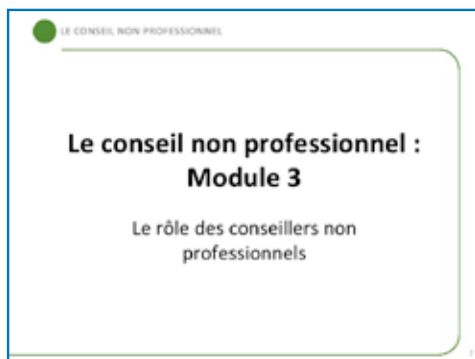 LE CONSEIL NON PROFESSIONNEL
Le conseil non professionnel :
Module 3
Le rôle des conseillers non
professionnels